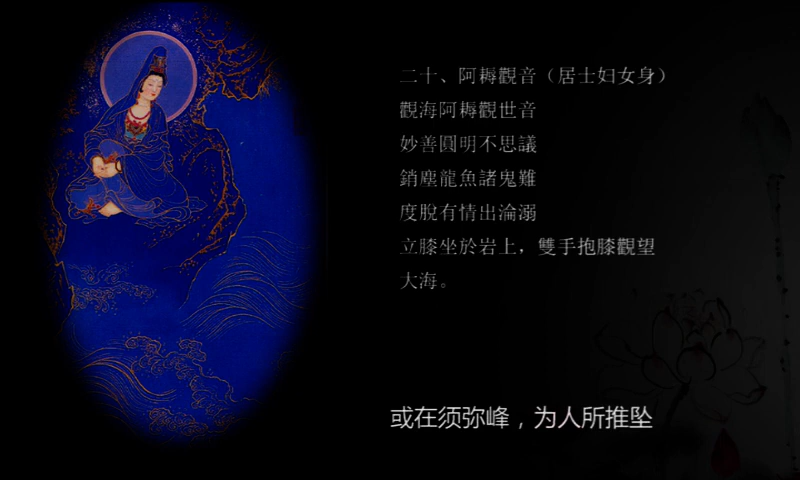 二十、阿耨觀音（居士妇女身）
觀海阿耨觀世音
妙善圓明不思議
銷塵龍魚諸鬼難
度脫有情出淪溺
立膝坐於岩上，雙手抱膝觀望
大海。
或在须弥峰，为人所推坠